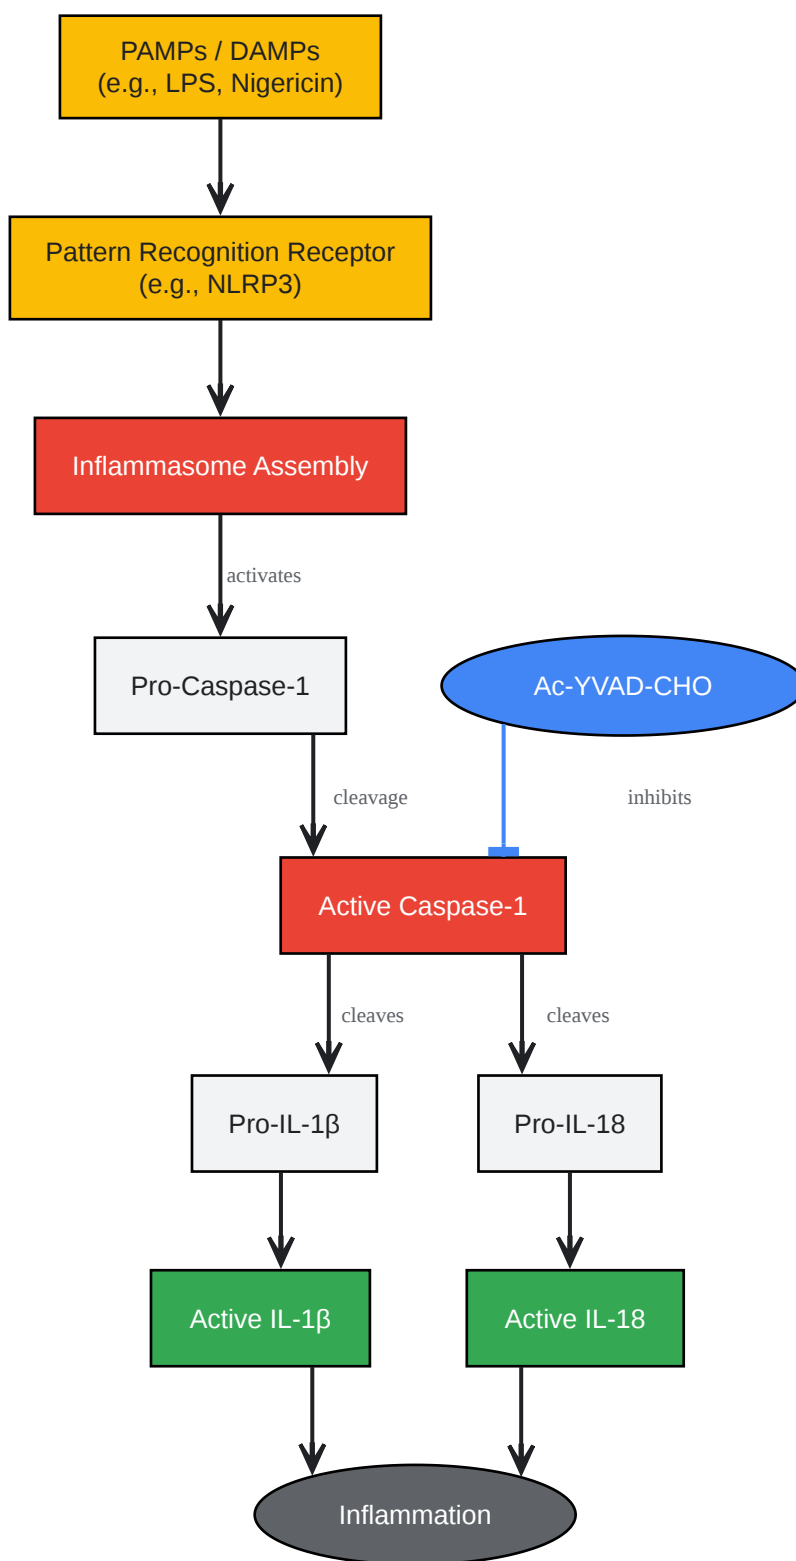 PAMPs / DAMPs
(e.g., LPS, Nigericin)
Pattern Recognition Receptor
(e.g., NLRP3)
Inflammasome Assembly
activates
Pro-Caspase-1
Ac-YVAD-CHO
cleavage
inhibits
Active Caspase-1
cleaves
cleaves
Pro-IL-1β
Pro-IL-18
Active IL-1β
Active IL-18
Inflammation